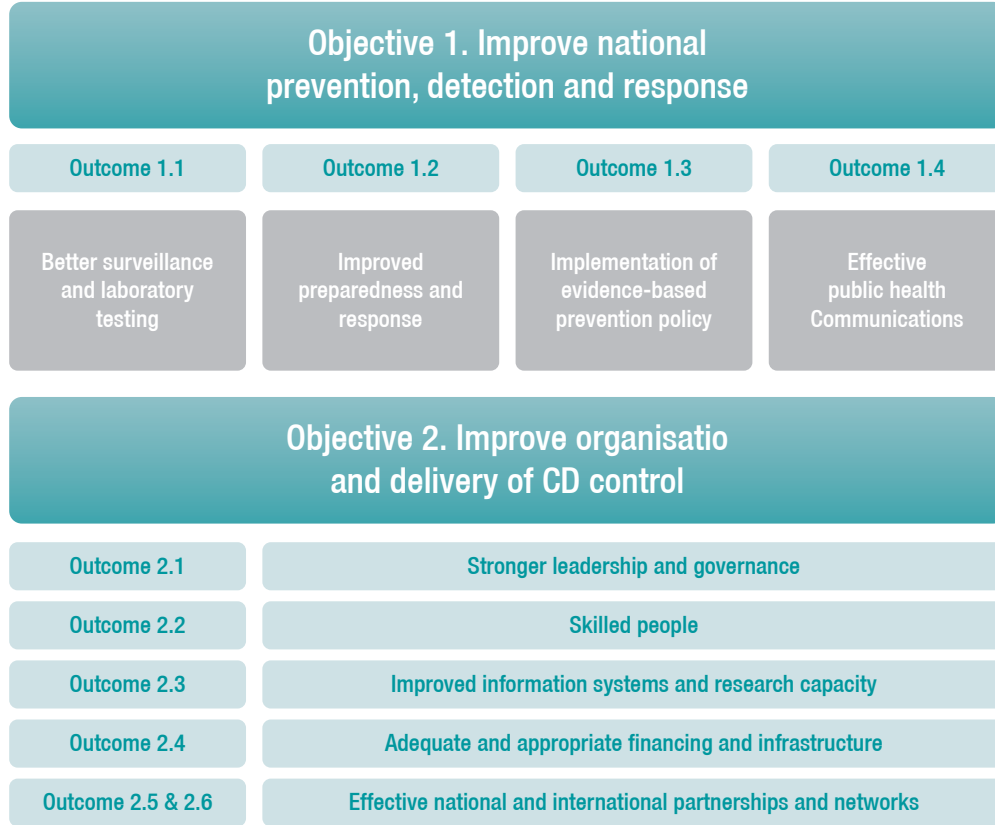 Objective 1. Improve national
prevention, detection and response
Outcome 1.1
Outcome 1.2
Outcome 1.3
Outcome 1.4
Better surveillance
and laboratory
testing
Improved
preparedness and
response
Implementation of
evidence-based
prevention policy
Effective
public health
Communications
Objective 2. Improve organisatio
and delivery of CD control
Outcome 2.1
Stronger leadership and governance
Outcome 2.2
Skilled people
Outcome 2.3
Improved information systems and research capacity
Outcome 2.4
Adequate and appropriate financing and infrastructure
Outcome 2.5 & 2.6
Effective national and international partnerships and networks